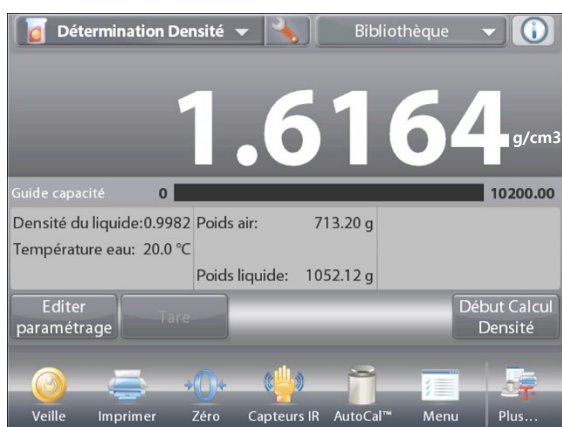 Détermination Densité
Bibliothèque
1.6164 g/cm3
Guide capacité 0 10200.00
Densité du liquide:0.9982 Poids air: 713.20 g
Température eau: 20.0 °C
Poids liquide: 1052.12 g
Editer paramétrage
Tare
Début Calcul Densité
Veille Imprimer Zéro Capteurs IR AutoCal™ Menu Plus...